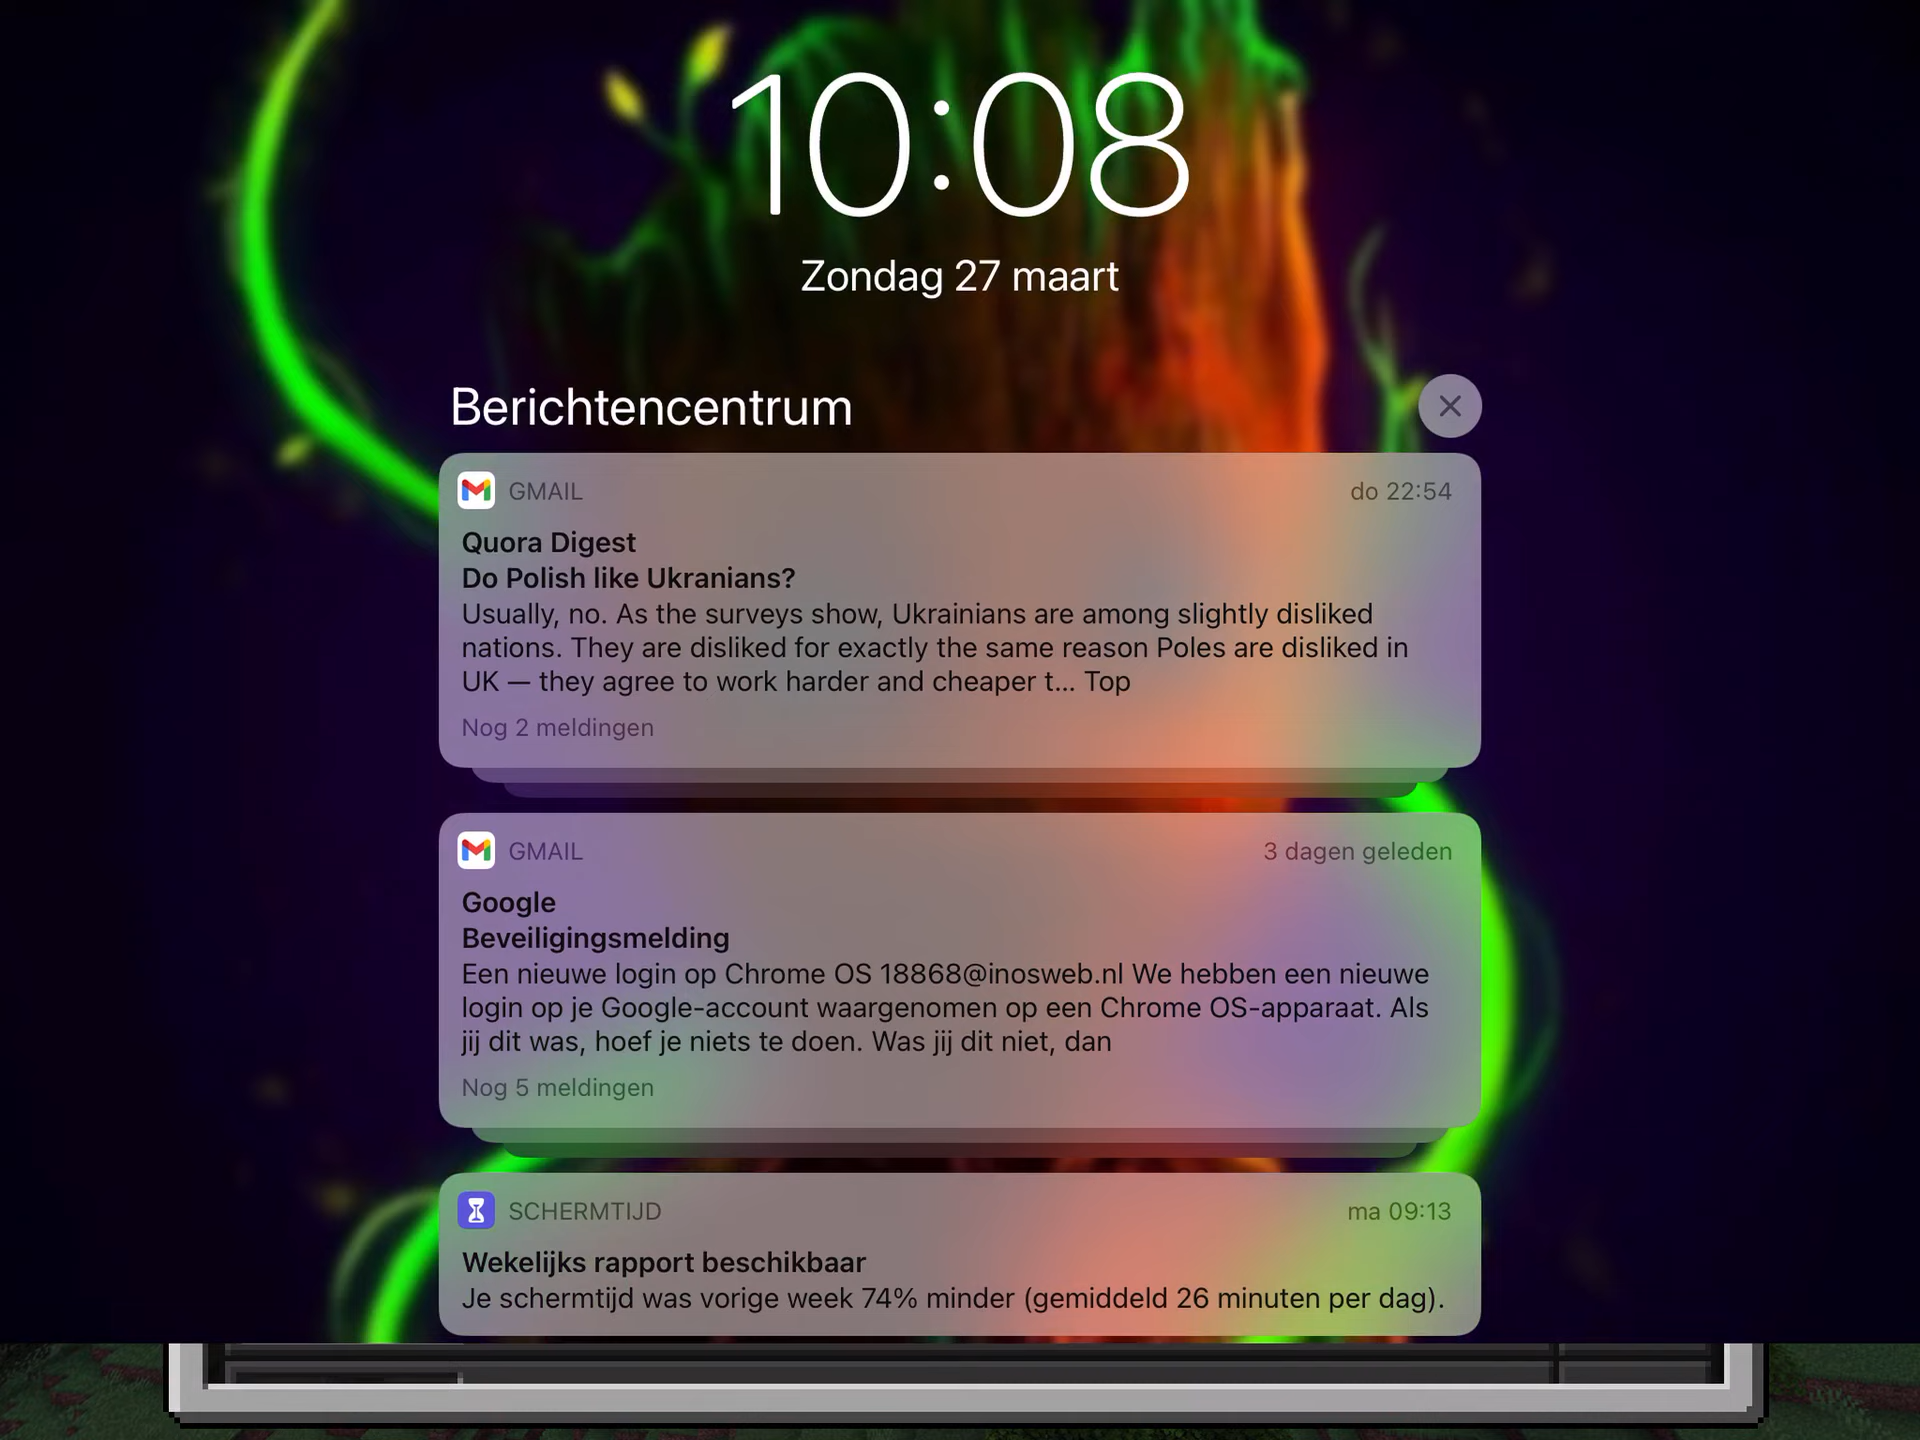 10:08
Zondag 27 maart
Berichtencentrum
GMAIL
do 22:54
Quora Digest
Do Polish like Ukranians?
Usually, no. As the surveys show, Ukrainians are among slightly disliked
nations. They are disliked for exactly the same reason Poles are disliked in
UK — they agree to work harder and cheaper t... Top
Nog 2 meldingen
GMAIL
3 dagen geleden
Google
Beveiligingsmelding
Een nieuwe login op Chrome OS 18868@inosweb.nl We hebben een nieuwe
login op je Google-account waargenomen op een Chrome OS-apparaat. Als
jij dit was, hoef je niets te doen. Was jij dit niet, dan
Nog 5 meldingen
SCHERMTIJD
ma 09:13
Wekelijks rapport beschikbaar
Je schermtijd was vorige week 74% minder (gemiddeld 26 minuten per dag).